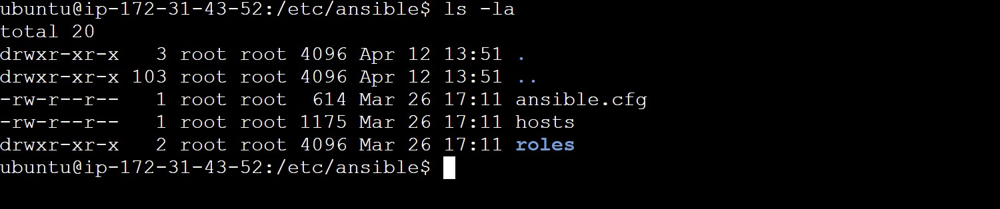 ubuntu@ip-172-31-43-52:/etc/ansible$ ls -la
total 20
drwxr-xr-x   3 root root 4096 Apr 12 13:51 .
drwxr-xr-x 103 root root 4096 Apr 12 13:51 ..
-rw-r--r--   1 root root  614 Mar 26 17:11 ansible.cfg
-rw-r--r--   1 root root 1175 Mar 26 17:11 hosts
drwxr-xr-x   2 root root 4096 Mar 26 17:11 roles
ubuntu@ip-172-31-43-52:/etc/ansible$